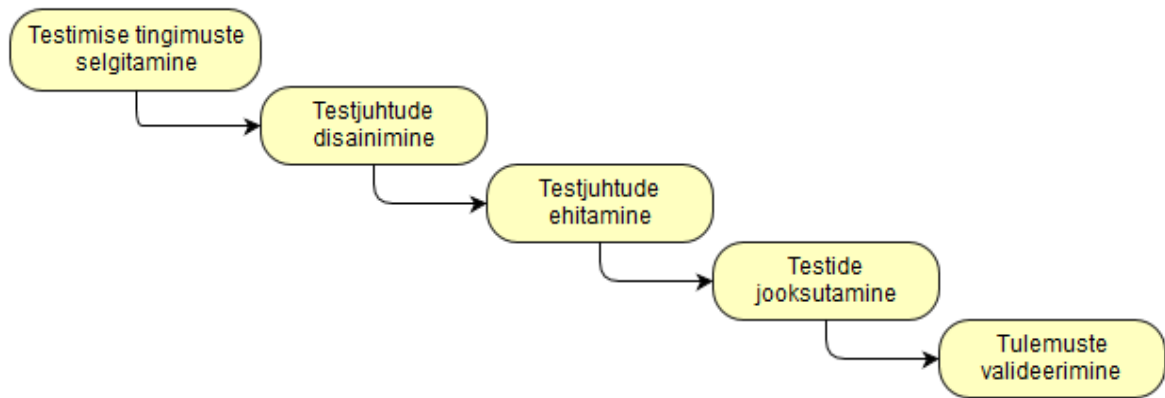 Testimise tingimuste
selgitamine
Testjuhtude
disainimine
Testjuhtude
ehitamine
Testide
jooksutamine
Tulemuste
valideerimine